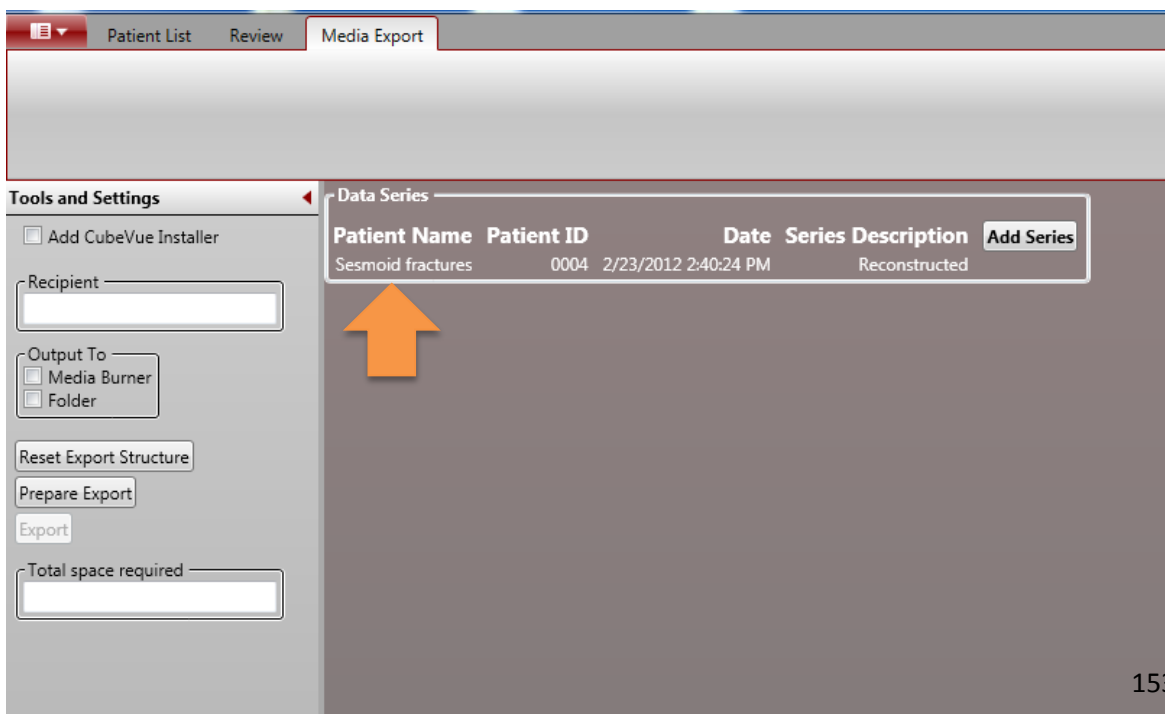 Patient List Review Media Export
Tools and Settings
Add CubeVue Installer
Recipient
Output To
Media Burner
Folder
Reset Export Structure
Prepare Export
Export
Total space required
Data Series
Patient Name Patient ID Date Series Description Add Series
Sesmoid fractures 0004 2/23/2012 2:40:24 PM Reconstructed
153